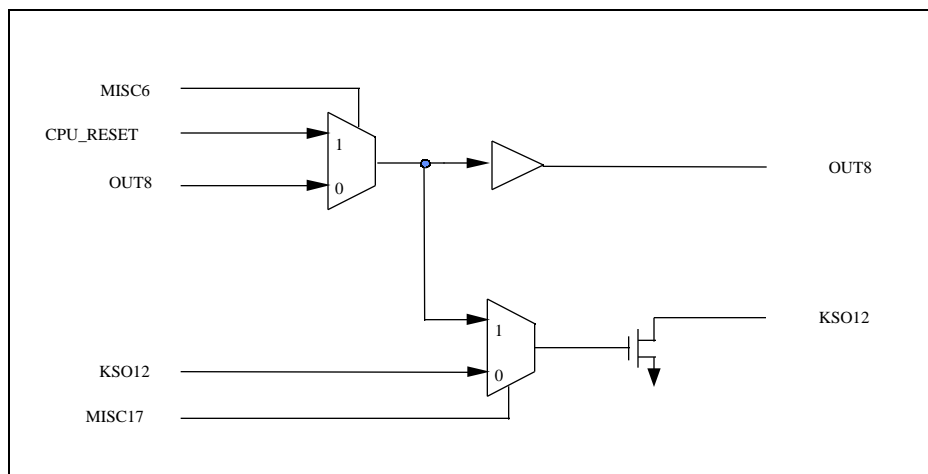 MISC6
CPU_RESET
1
OUT8
OUT8
0
KSO12
1
KSO12
0
MISC17